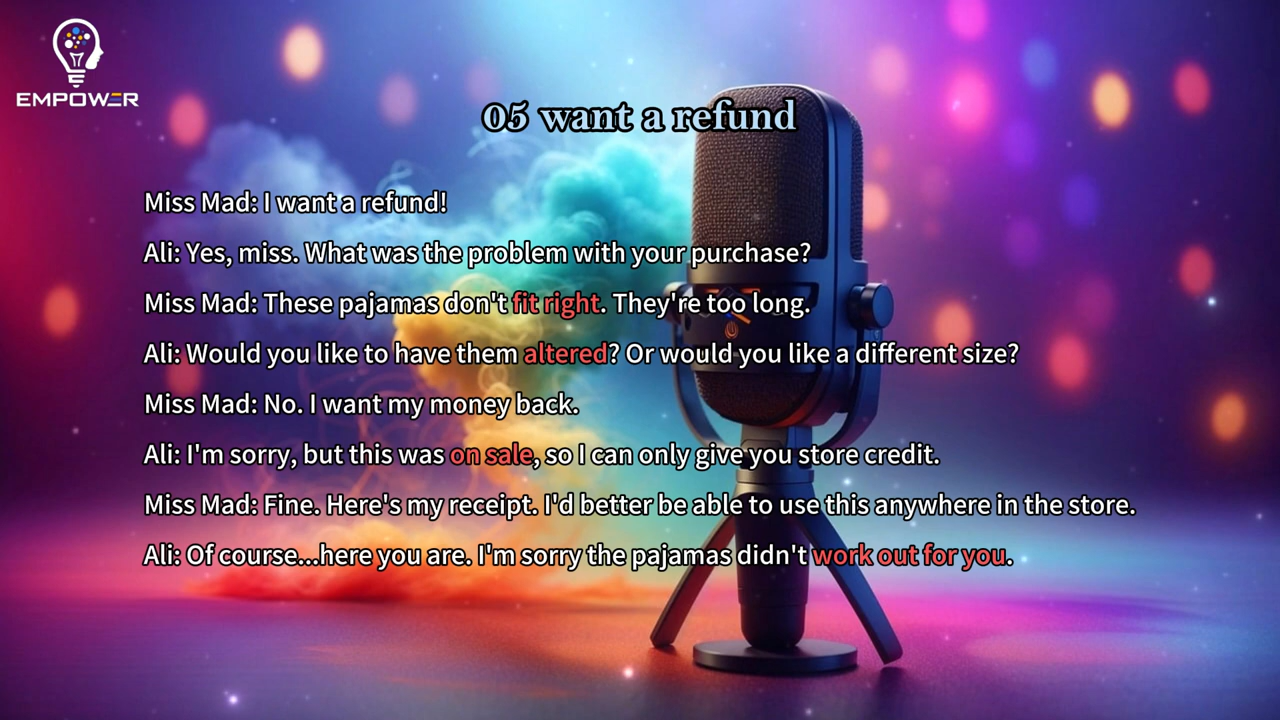 EMPOWER
05 want a refund
Miss Mad: I want a refund!
Ali: Yes, miss. What was the problem with your purchase?
Miss Mad: These pajamas don't fit right. They're too long.
Ali: Would you like to have them altered? Or would you like a different size?
Miss Mad: No. I want my money back.
Ali: I'm sorry, but this was on sale, so I can only give you store credit.
Miss Mad: Fine. Here's my receipt. I'd better be able to use this anywhere in the store.
Ali: Of course...here you are. I'm sorry the pajamas didn't work out for you.